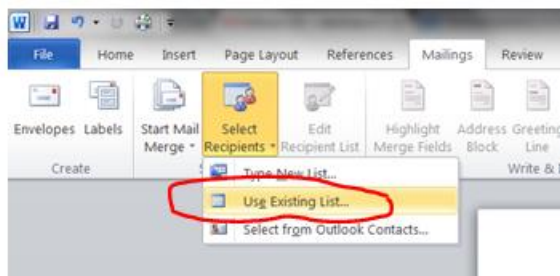 W
File Home Insert Page Layout References Mailings Review
Envelopes Labels Start Mail Merge Select Recipients Edit Recipient List Highlight Merge Fields Address Block Greeting Line
Create Write &
Type New List...
Use Existing List...
Select from Outlook Contacts...